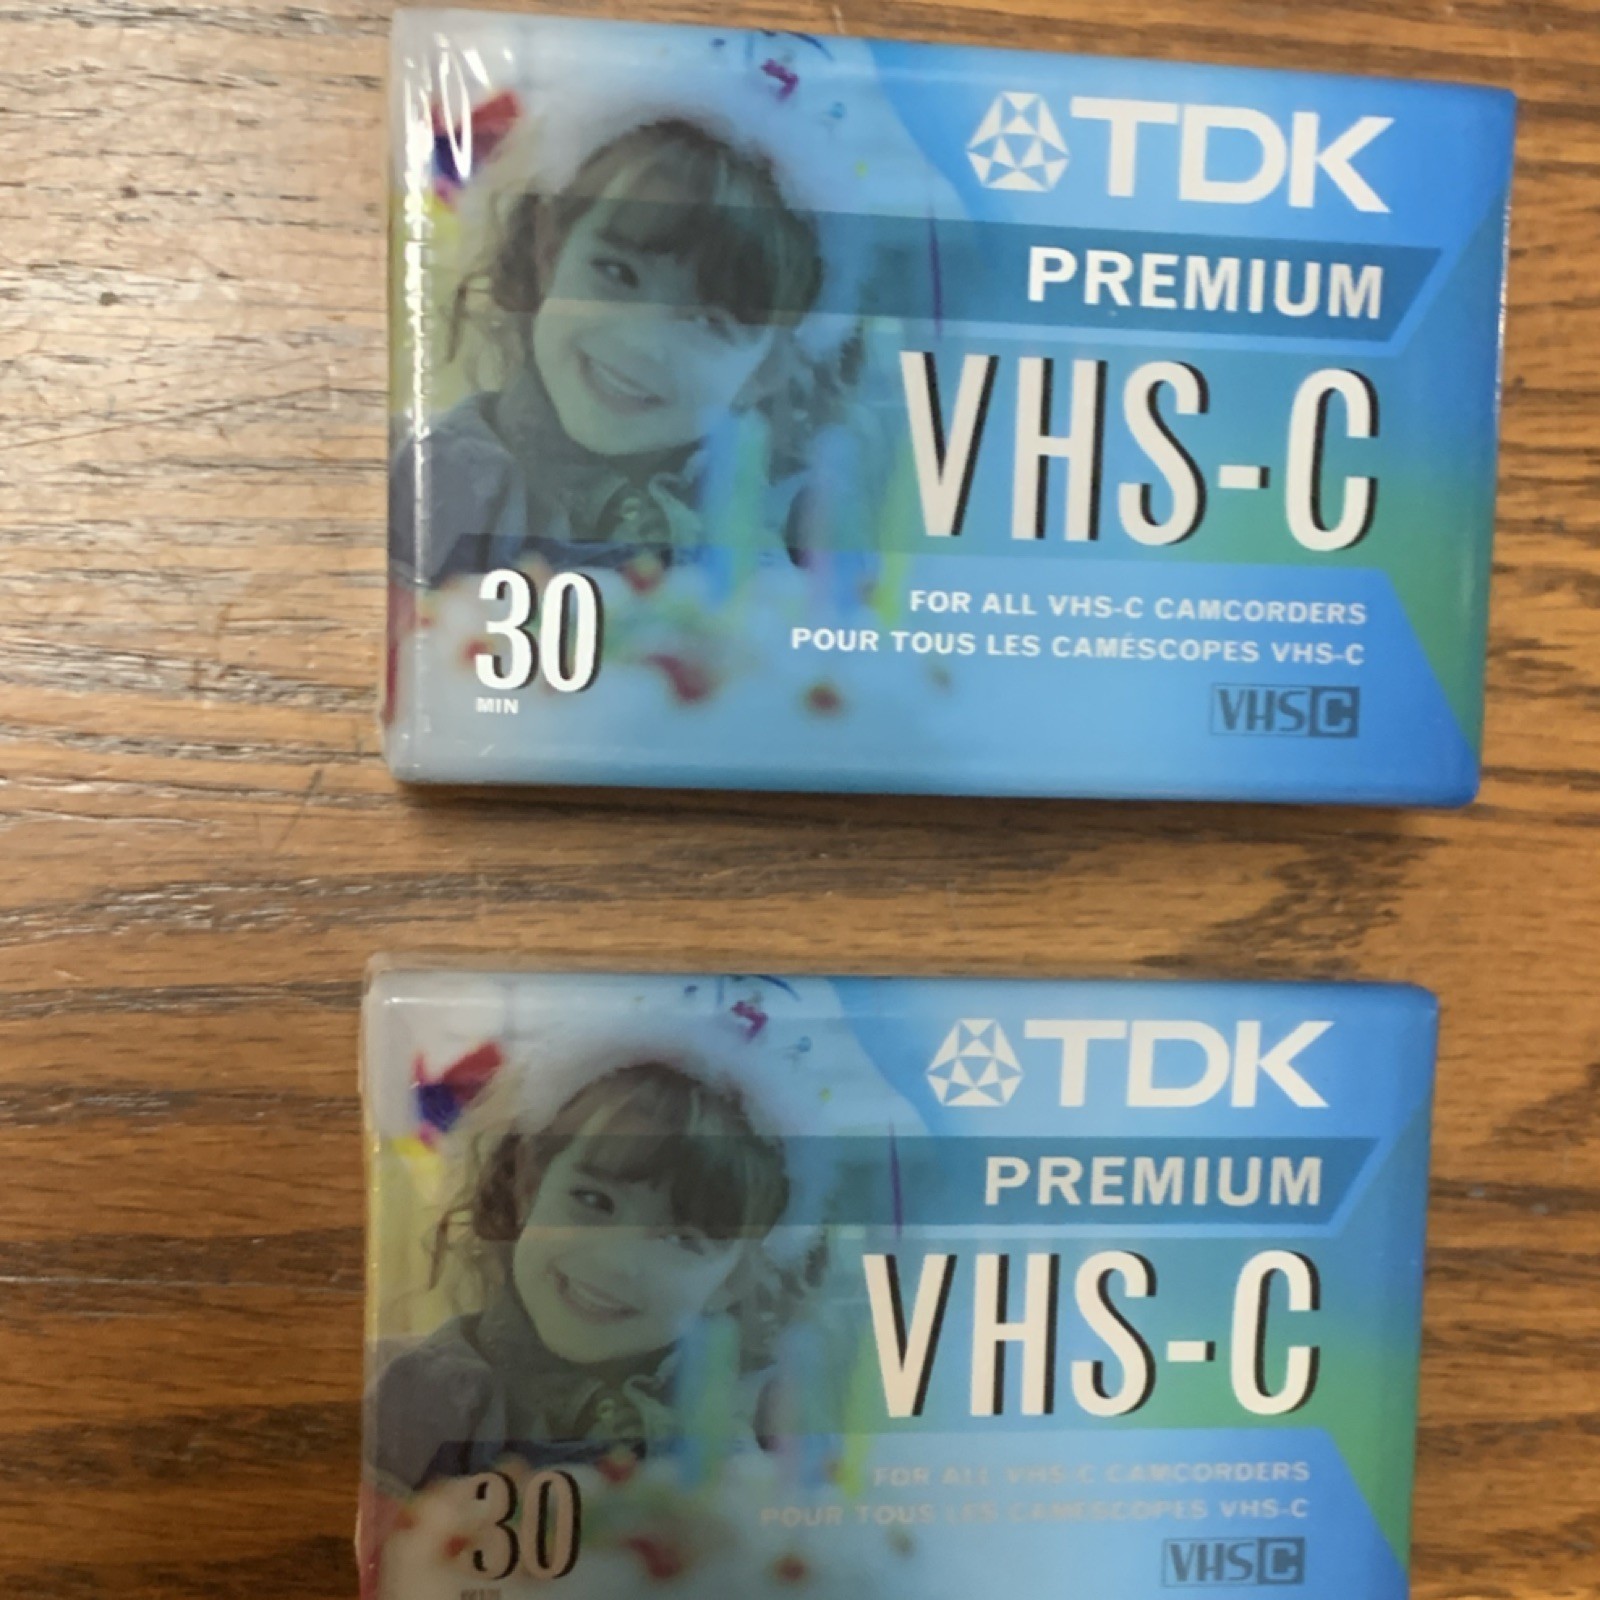 TDK
PREMIUM
VHS-C
30
MIN
FOR ALL VHS-C CAMCORDERS
POUR TOUS LES CAMÉSCOPES VHS-C
VHS C
TDK
PREMIUM
VHS-C
30
FOR ALL VHS-C CAMCORDERS
POUR TOUS LES CAMÉSCOPES VHS-C
VHS C